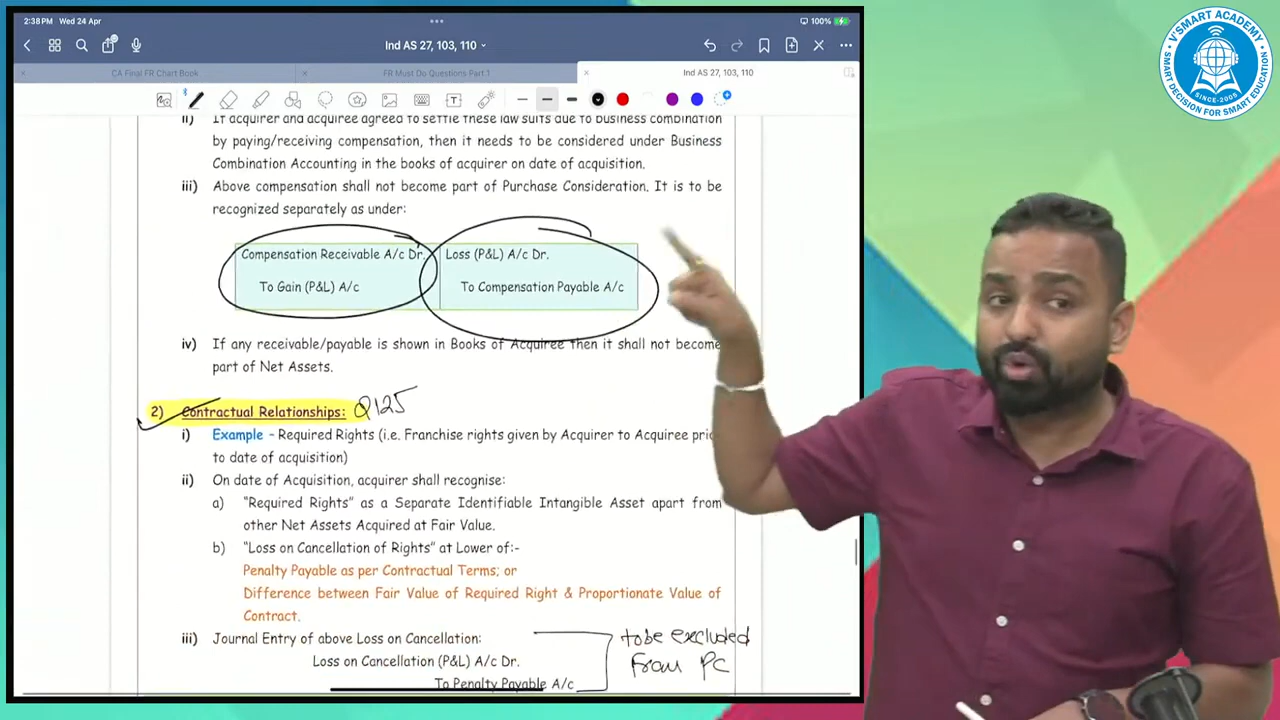 2:38 PM Wed 24 Apr
100%
Ind AS 27, 103, 110
CA Final FR Chart Book
FR Must Do Questions Part 1
Ind AS 27, 103, 110
ii) If acquirer and acquiree agreed to settle these law suits due to business combination
by paying/receiving compensation, then it needs to be considered under Business
Combination Accounting in the books of acquirer on date of acquisition.
iii) Above compensation shall not become part of Purchase Consideration. It is to be
recognized separately as under:
Compensation Receivable A/c Dr.
To Gain (P&L) A/c
Loss (P&L) A/c Dr.
To Compensation Payable A/c
iv) If any receivable/payable is shown in Books of Acquiree then it shall not become
part of Net Assets.
2) Contractual Relationships: Q125
i) Example - Required Rights (i.e. Franchise rights given by Acquirer to Acquiree
to date of acquisition)
ii) On date of Acquisition, acquirer shall recognise:
a) "Required Rights" as a Separate Identifiable Intangible Asset apart from
other Net Assets Acquired at Fair Value.
b) "Loss on Cancellation of Rights" at Lower of:-
Penalty Payable as per Contractual Terms; or
Difference between Fair Value of Required Right & Proportionate Value of
Contract.
iii) Journal Entry of above Loss on Cancellation:
Loss on Cancellation (P&L) A/c Dr.
To Penalty Payable A/c
to be excluded
From PC
V'SMART ACADEMY
SINCE-2005
SMART DECISION FOR SMART EDUCATION